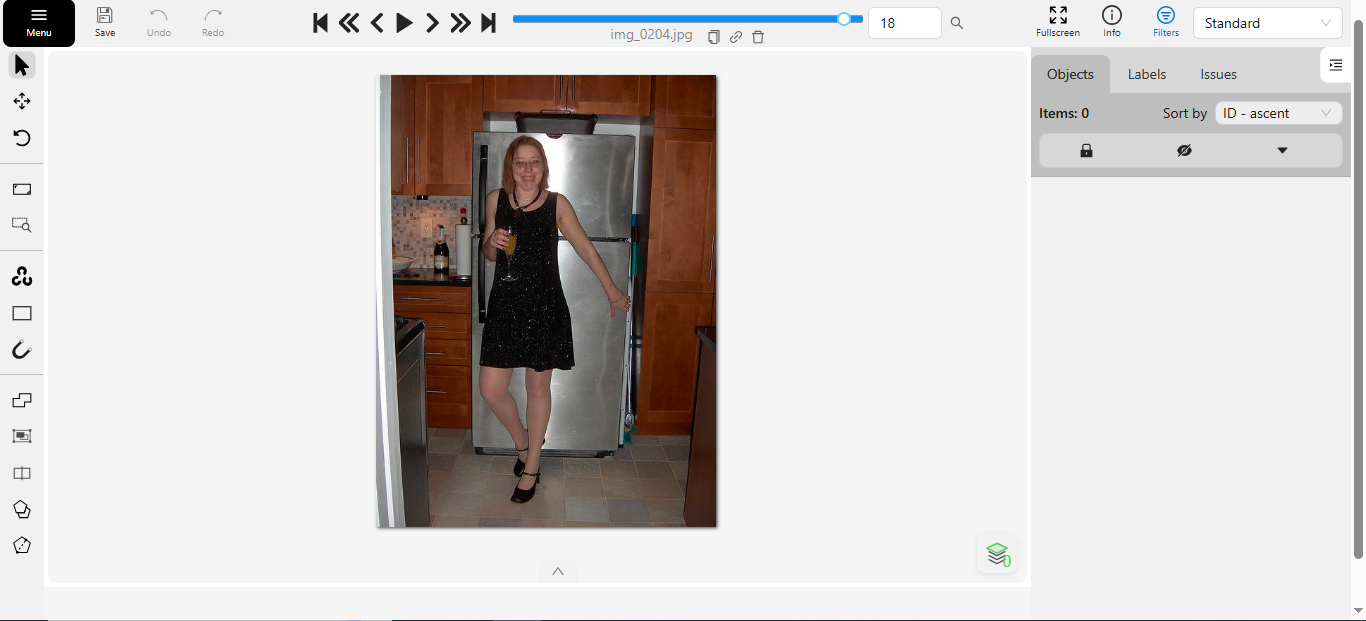 Menu
Save
Undo
Redo
img_0204.jpg
18
Fullscreen
Info
Filters
Standard
Objects
Labels
Issues
Items: 0
Sort by
ID - ascent
0